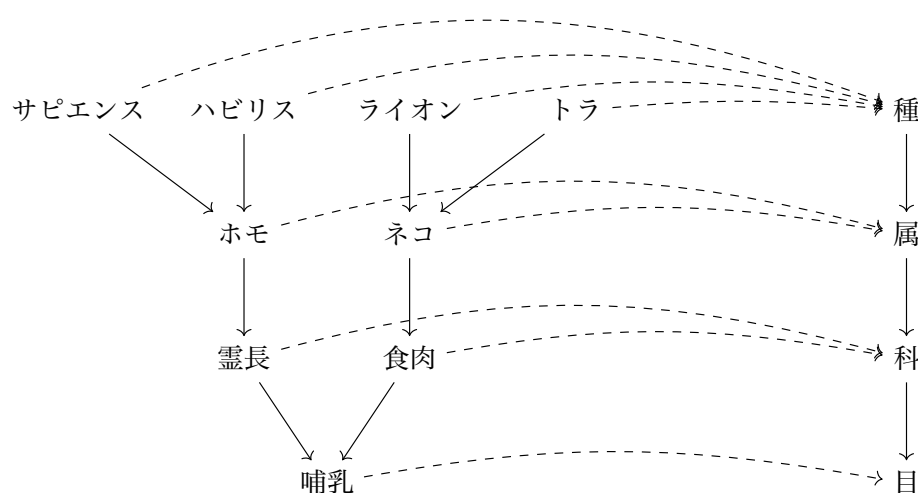 サピエンス ハビリス ライオン トラ 種
ホモ ネコ 属
霊長 食肉 科
哺乳 目